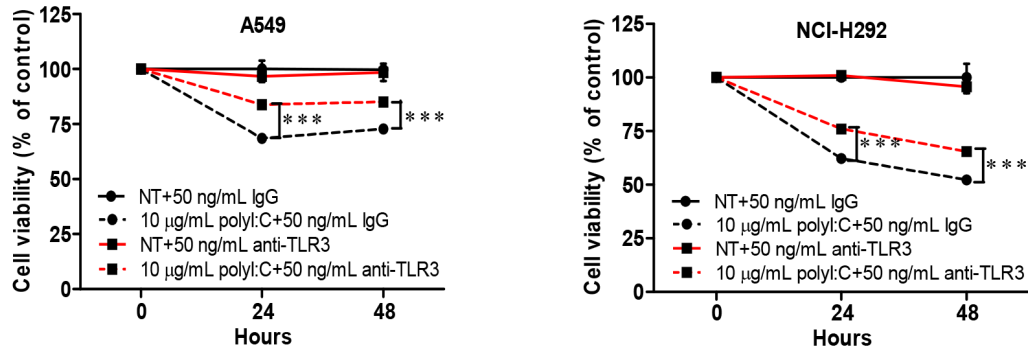 A549
Cell viability (% of control)
125
100
75
50
25
0
***
***
NT+50 ng/mL IgG
10 μg/mL polyI:C+50 ng/mL IgG
NT+50 ng/mL anti-TLR3
10 μg/mL polyI:C+50 ng/mL anti-TLR3
0
24
48
Hours
NCI-H292
Cell viability (% of control)
125
100
75
50
25
0
***
***
NT+50 ng/mL IgG
10 μg/mL polyI:C+50 ng/mL IgG
NT+50 ng/mL anti-TLR3
10 μg/mL polyI:C+50 ng/mL anti-TLR3
0
24
48
Hours